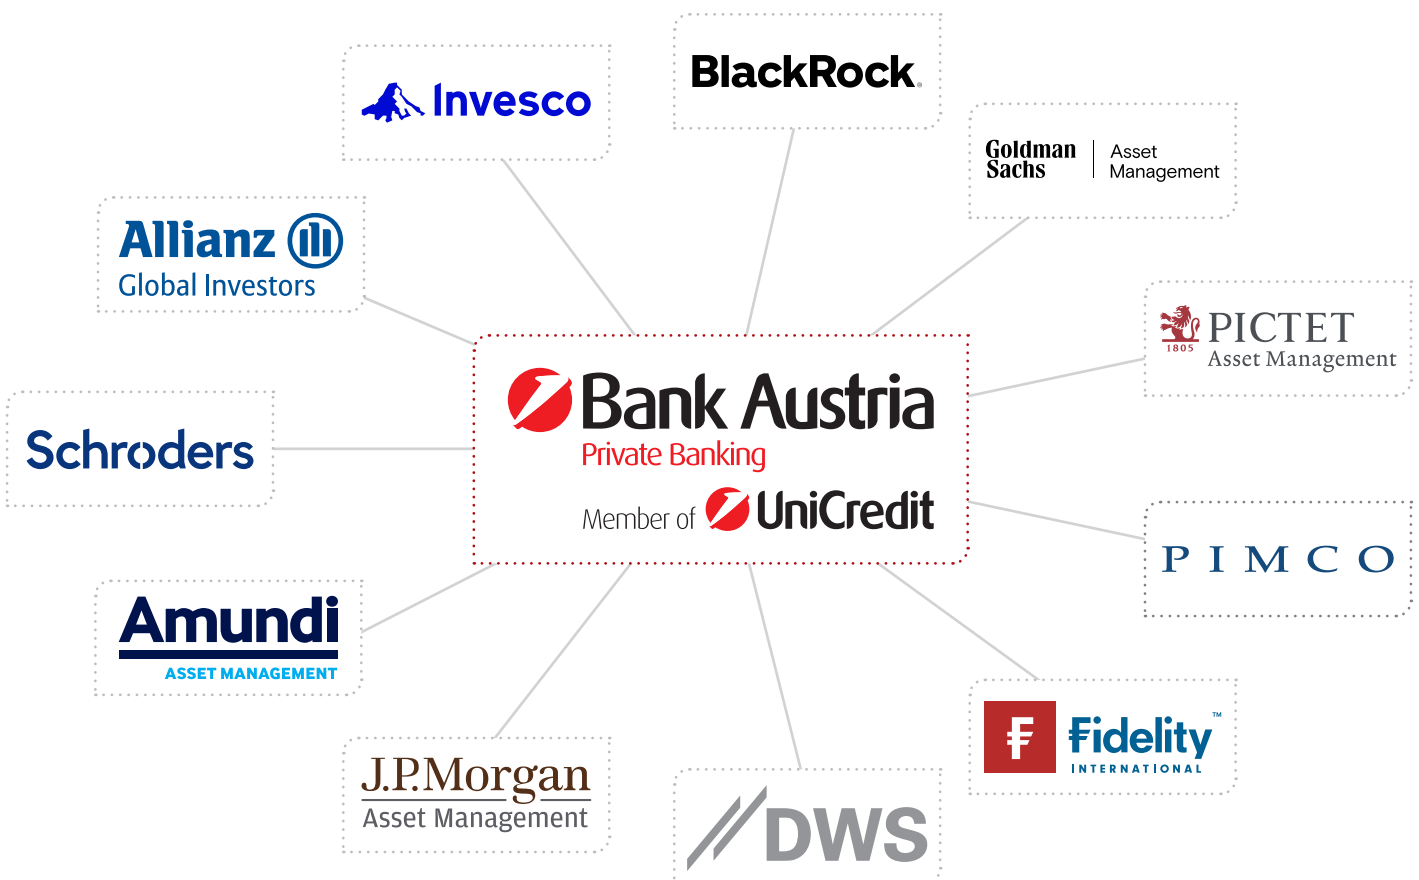 BlackRock®
Invesco
Goldman
Sachs
Asset
Management
Allianz
Global Investors
PICTET
1805
Asset Management
Bank Austria
Private Banking
Member of UniCredit
Schroders
PIMCO
Amundi
ASSET MANAGEMENT
Fidelity™
INTERNATIONAL
J.P.Morgan
Asset Management
DWS